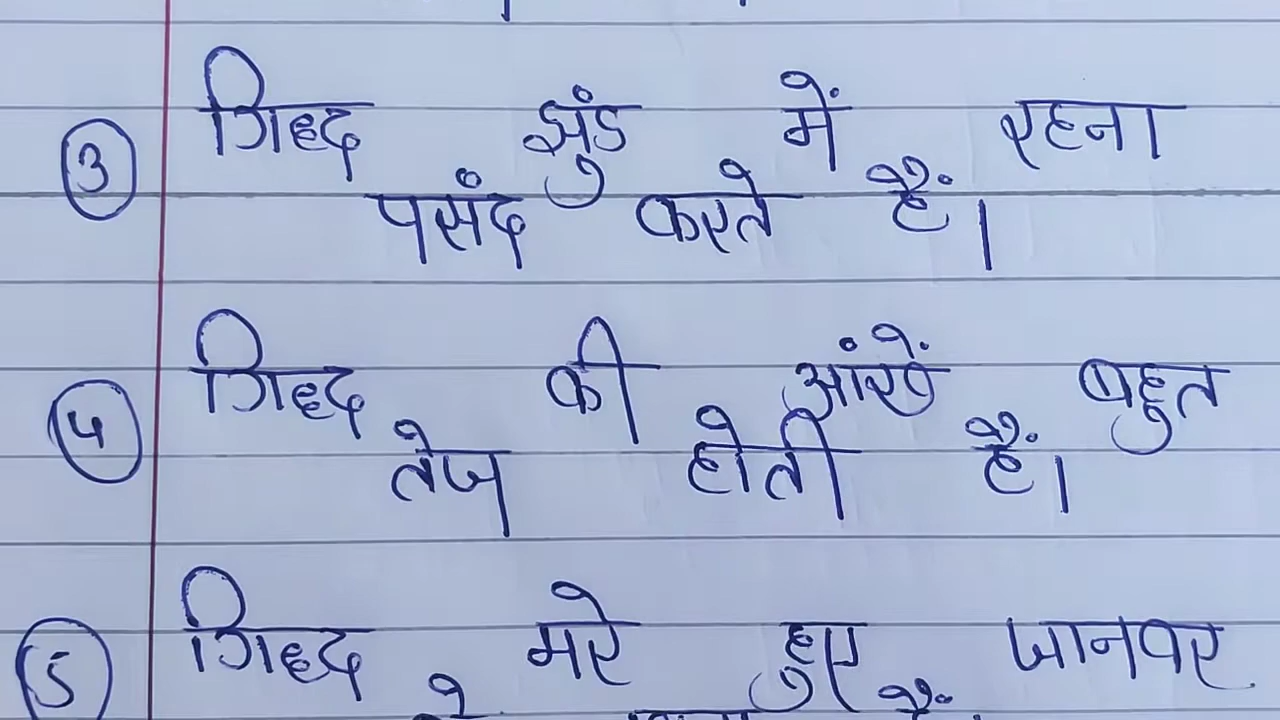 ③ गिद्ध झुंड में रहना
पसंद करते हैं।
④ गिद्ध की आंखें बहुत
तेज होती हैं।
⑤ गिद्ध मरे हुए जानवर